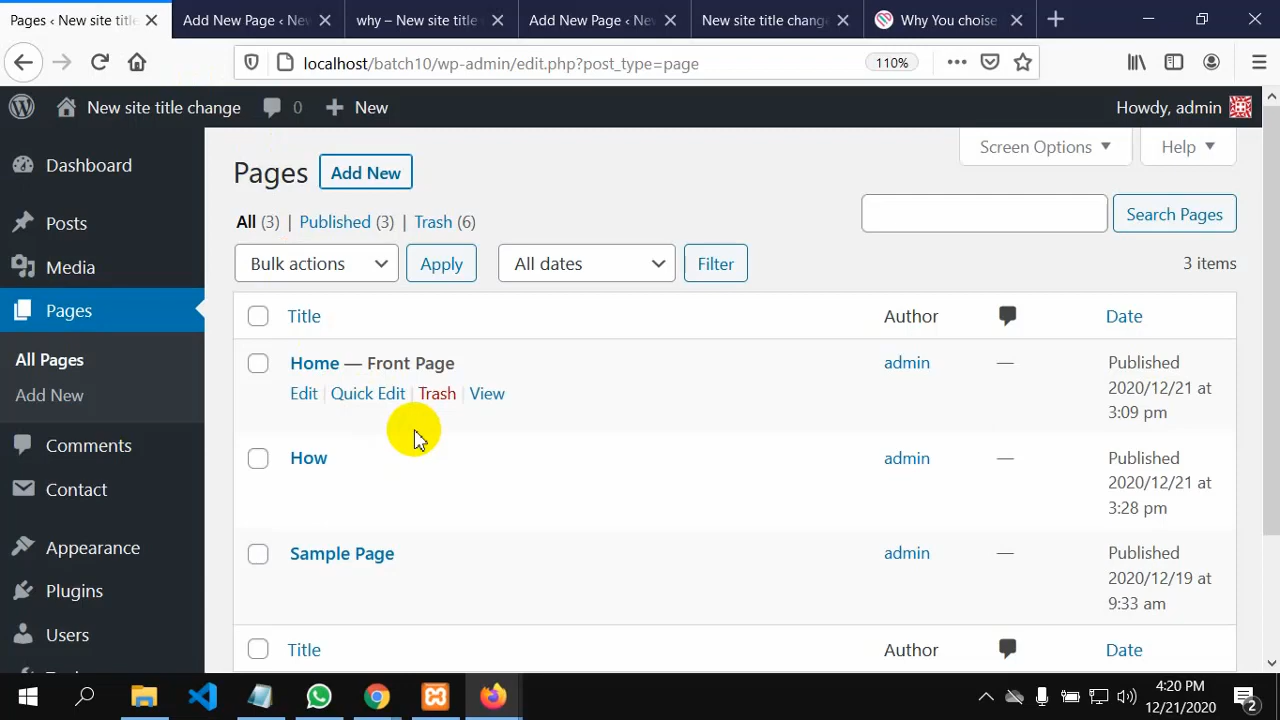 Pages ‹ New site title
Add New Page ‹ New
why – New site title
Add New Page ‹ New
New site title change
Why You choise
localhost/batch10/wp-admin/edit.php?post_type=page
110%
New site title change
0
New
Howdy, admin
Dashboard
Posts
Media
Pages
All Pages
Add New
Comments
Contact
Appearance
Plugins
Users
Screen Options
Help
Pages
Add New
All (3) | Published (3) | Trash (6)
Search Pages
Bulk actions
Apply
All dates
Filter
3 items
Title
Author
Date
Home — Front Page
Edit | Quick Edit | Trash | View
admin
—
Published
2020/12/21 at
3:09 pm
How
admin
—
Published
2020/12/21 at
3:28 pm
Sample Page
admin
—
Published
2020/12/19 at
9:33 am
Title
Author
Date
4:20 PM
12/21/2020
2